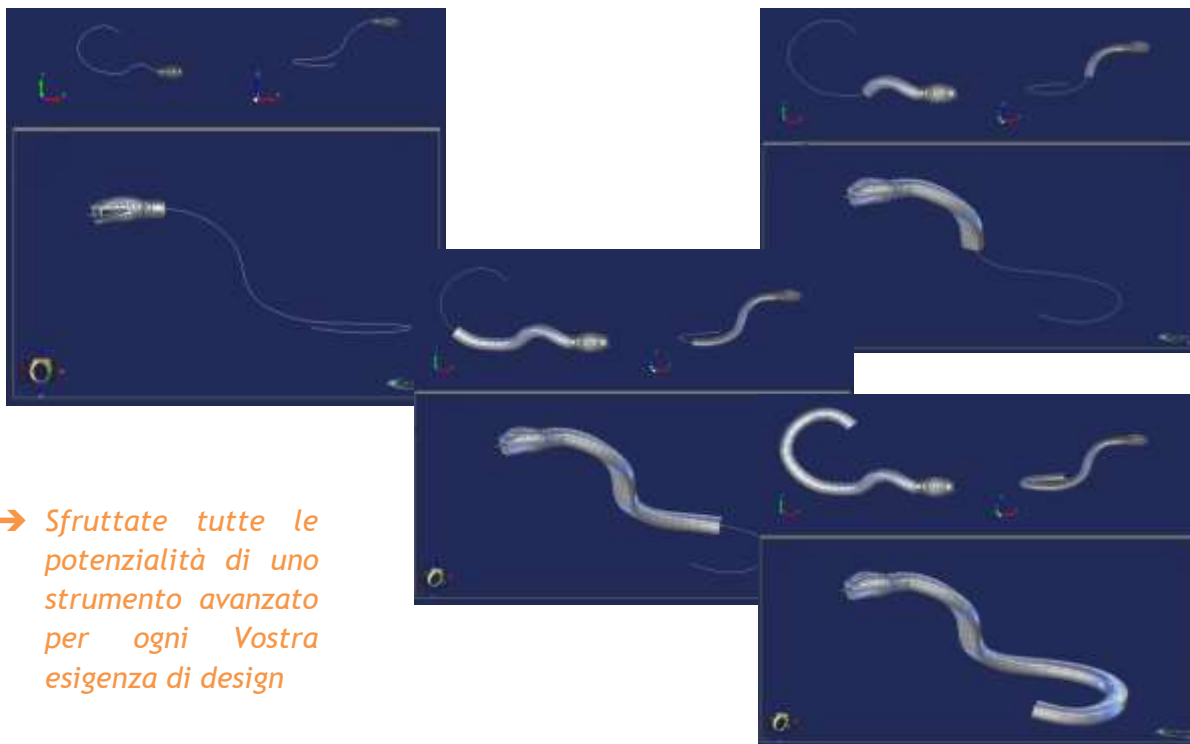 ➔ Sfruttate tutte le
potenzialità di uno
strumento avanzato
per ogni Vostra
esigenza di design